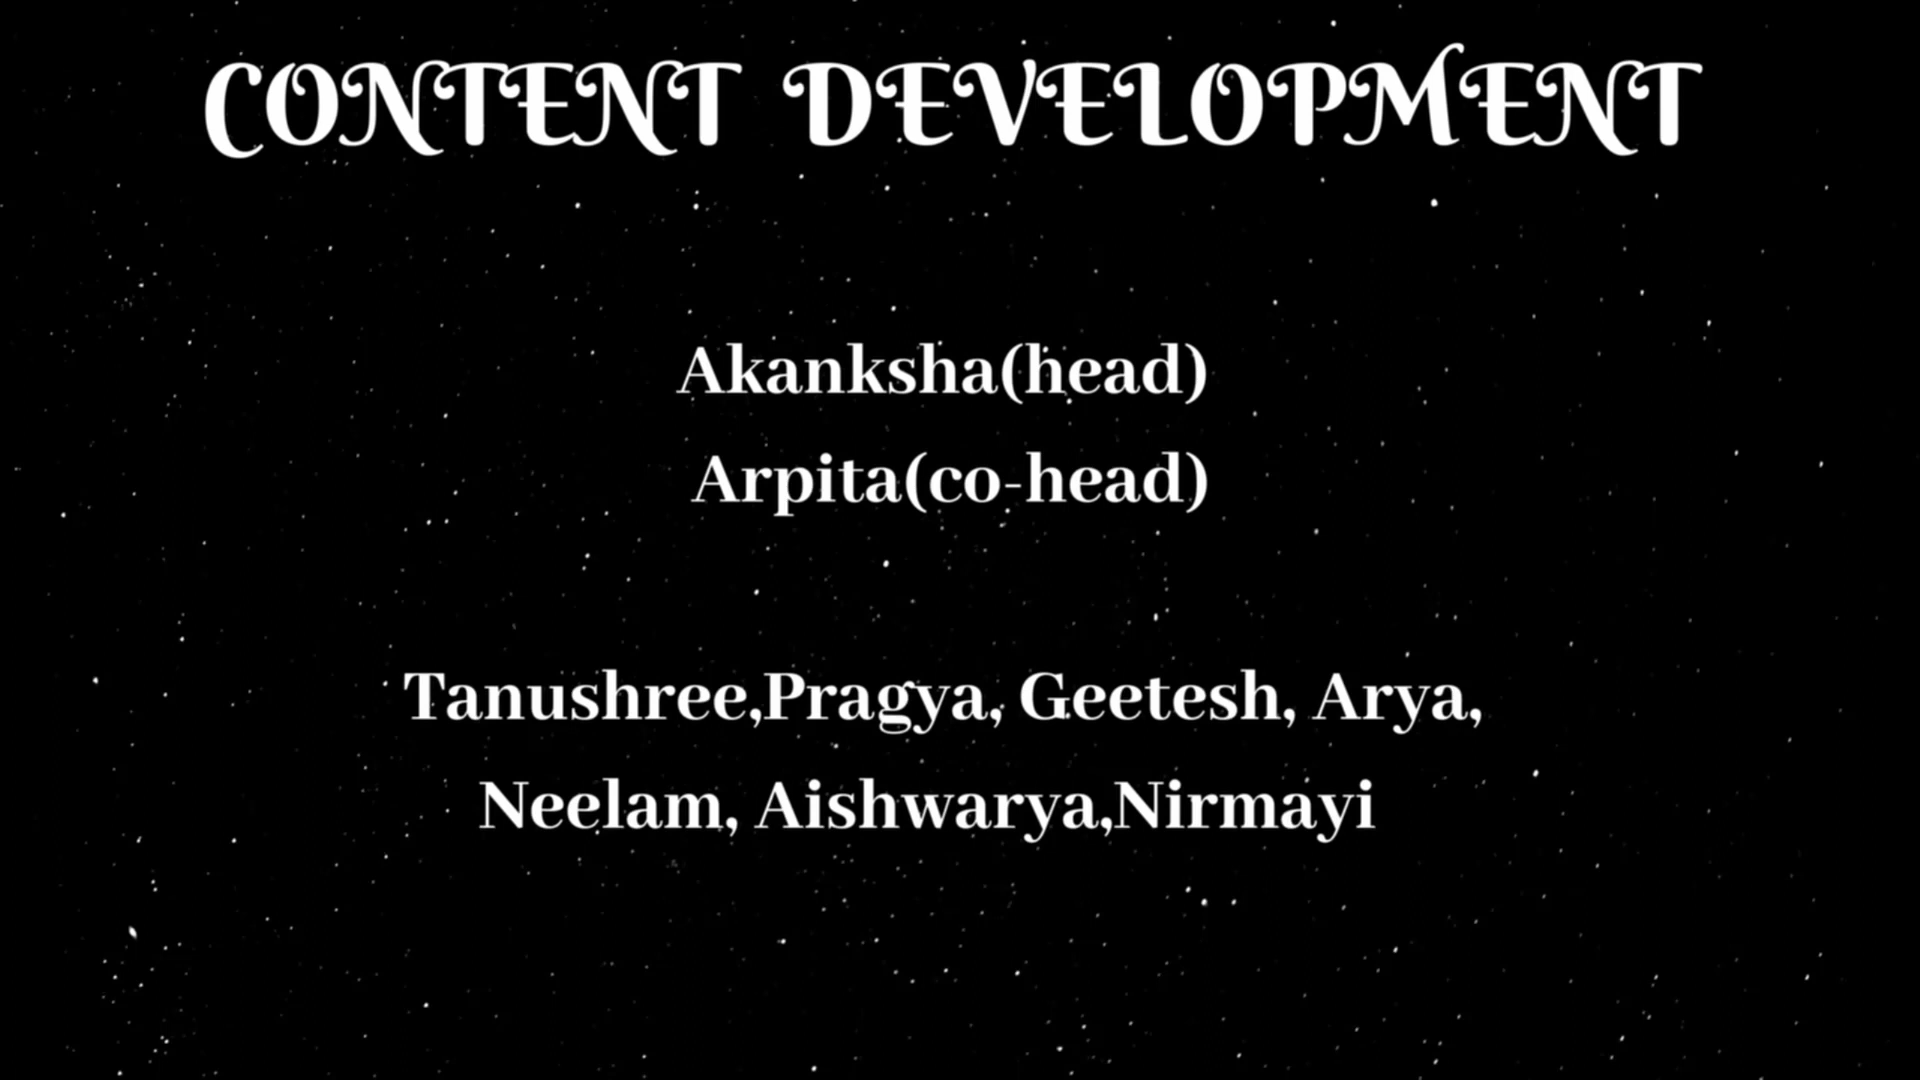 CONTENT DEVELOPMENT
Akanksha(head)
Arpita(co-head)
Tanushree,Pragya, Geetesh, Arya,
Neelam, Aishwarya,Nirmayi